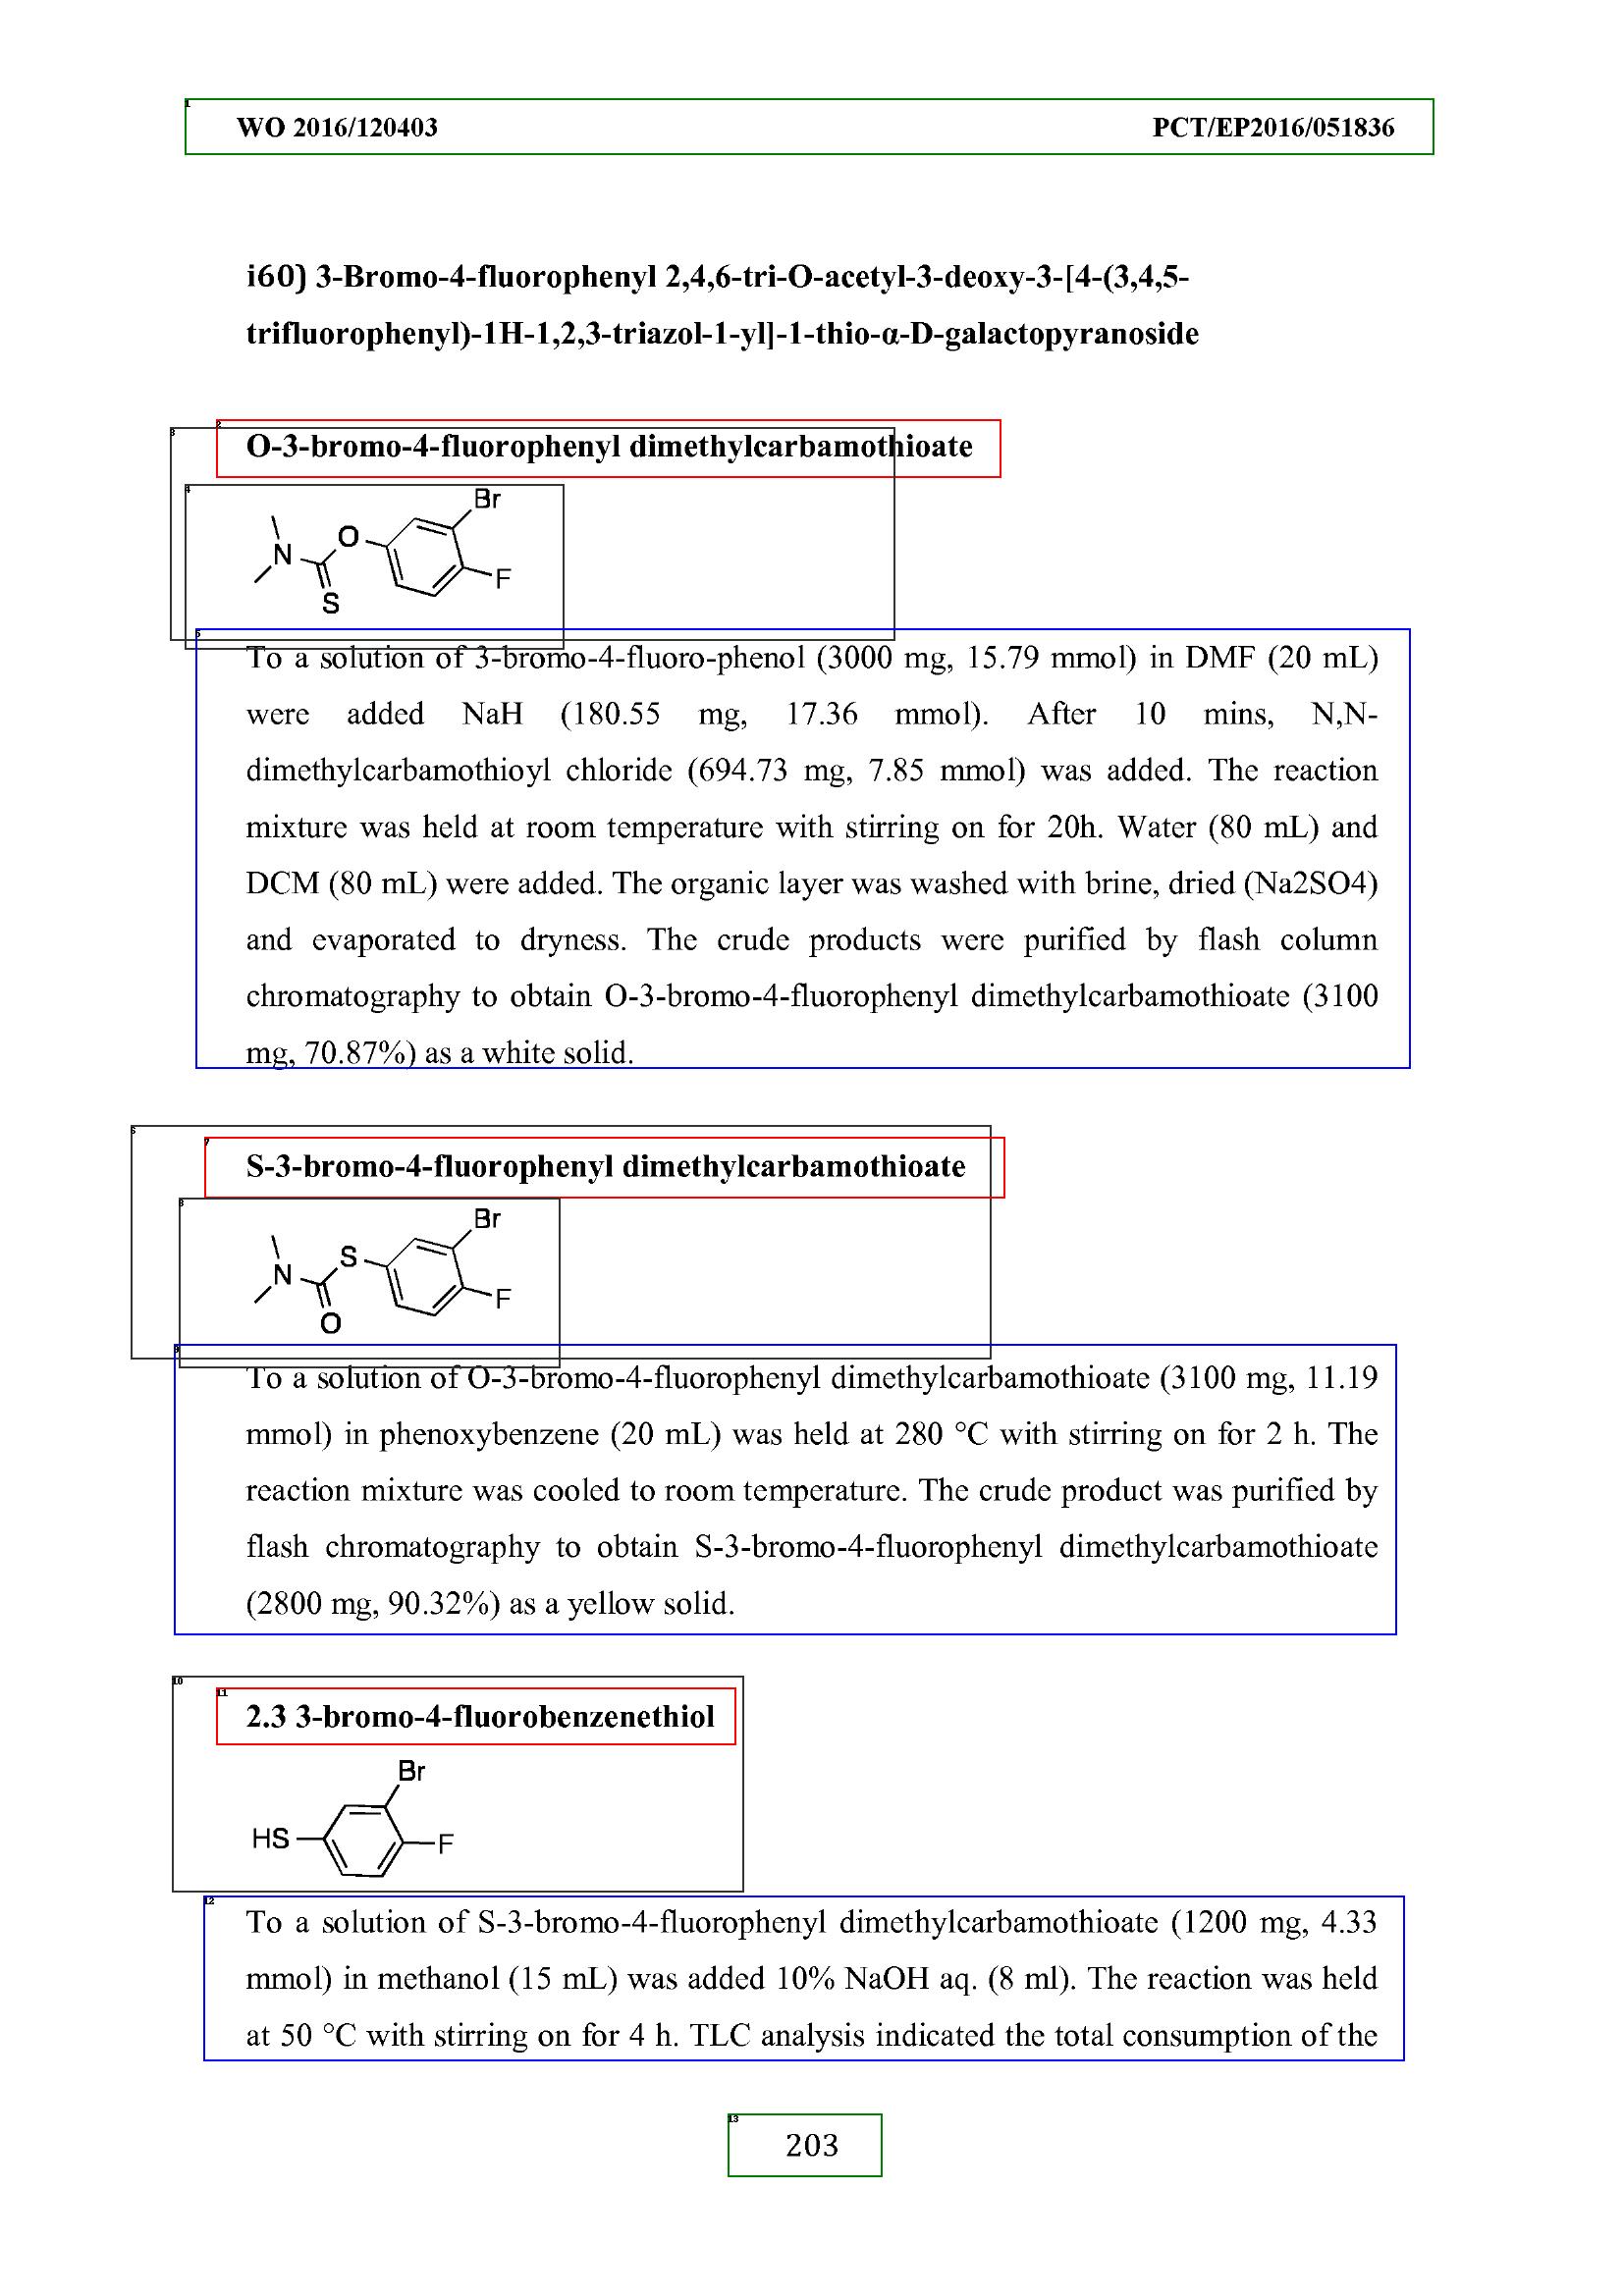 WO 2016/120403 PCT/EP2016/051836
i60) 3-Bromo-4-fluorophenyl 2,4,6-tri-O-acetyl-3-deoxy-3-[4-(3,4,5-
trifluorophenyl)-1H-1,2,3-triazol-1-yl]-1-thio-α-D-galactopyranoside
O-3-bromo-4-fluorophenyl dimethylcarbamothioate
Br
O
N
F
S
To a solution of 3-bromo-4-fluoro-phenol (3000 mg, 15.79 mmol) in DMF (20 mL)
were added NaH (180.55 mg, 17.36 mmol). After 10 mins, N,N-
dimethylcarbamothioyl chloride (694.73 mg, 7.85 mmol) was added. The reaction
mixture was held at room temperature with stirring on for 20h. Water (80 mL) and
DCM (80 mL) were added. The organic layer was washed with brine, dried (Na2SO4)
and evaporated to dryness. The crude products were purified by flash column
chromatography to obtain O-3-bromo-4-fluorophenyl dimethylcarbamothioate (3100
mg, 70.87%) as a white solid.
S-3-bromo-4-fluorophenyl dimethylcarbamothioate
Br
S
N
F
O
To a solution of O-3-bromo-4-fluorophenyl dimethylcarbamothioate (3100 mg, 11.19
mmol) in phenoxybenzene (20 mL) was held at 280 °C with stirring on for 2 h. The
reaction mixture was cooled to room temperature. The crude product was purified by
flash chromatography to obtain S-3-bromo-4-fluorophenyl dimethylcarbamothioate
(2800 mg, 90.32%) as a yellow solid.
2.3 3-bromo-4-fluorobenzenethiol
Br
HS
F
To a solution of S-3-bromo-4-fluorophenyl dimethylcarbamothioate (1200 mg, 4.33
mmol) in methanol (15 mL) was added 10% NaOH aq. (8 ml). The reaction was held
at 50 °C with stirring on for 4 h. TLC analysis indicated the total consumption of the
203